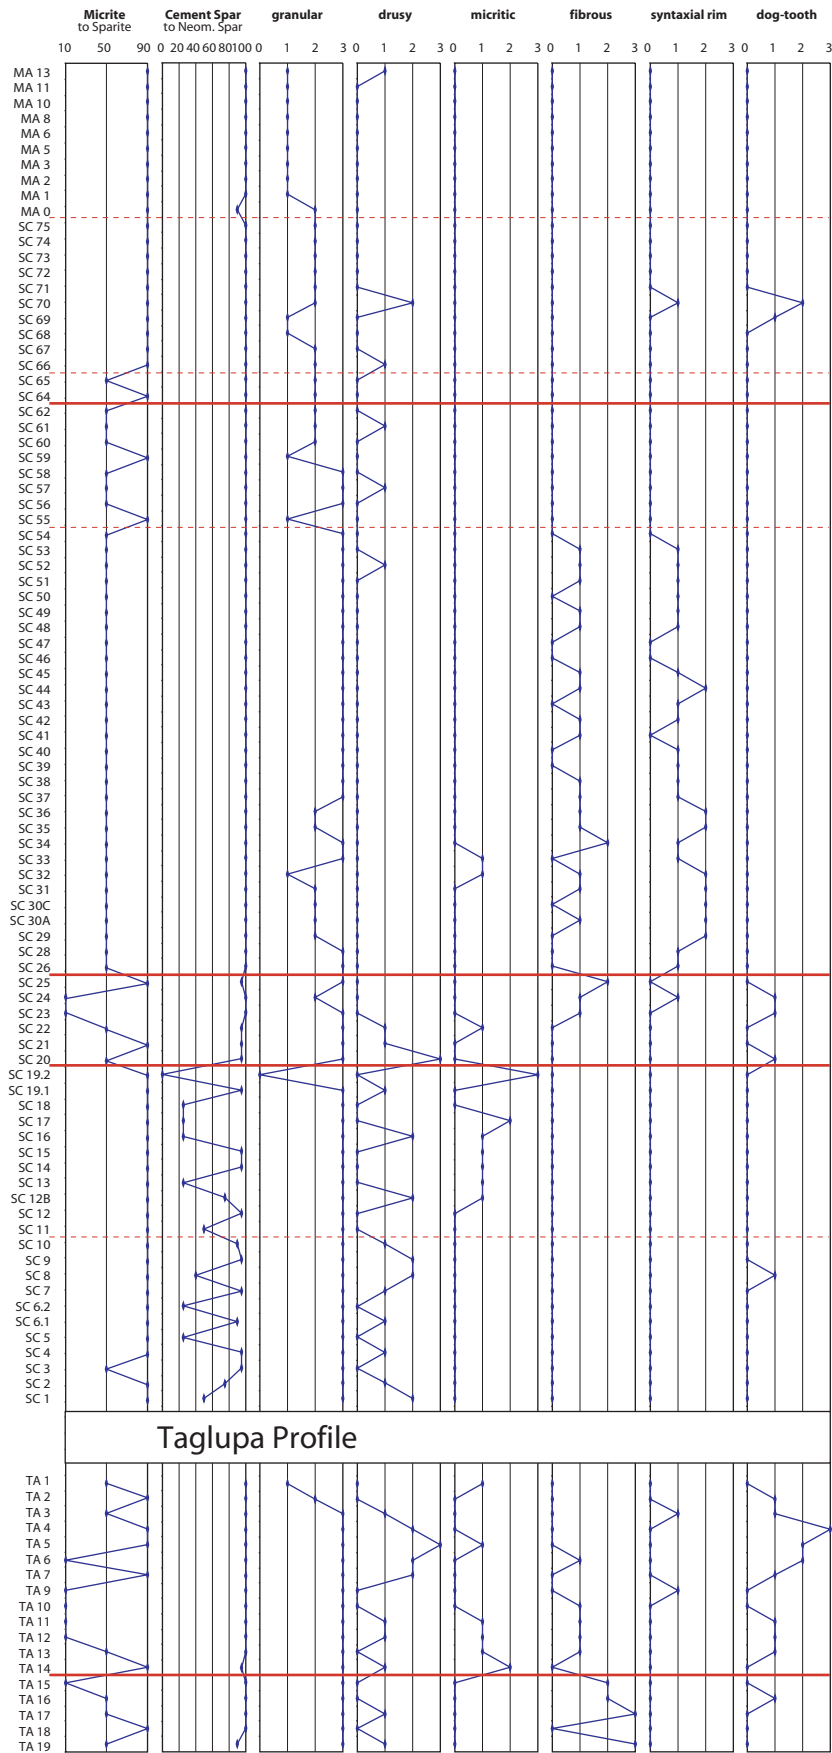 Micrite Cement Spar granular drusy micritic fibrous syntaxial rim dog-tooth
to Sparite to Neom. Spar
10 50 90 0 20 40 60 80100 0 1 2 3 0 1 2 3 0 1 2 3 0 1 2 3 0 1 2 3 0 1 2 3
MA 13
MA 11
MA 10
MA 8
MA 6
MA 5
MA 3
MA 2
MA 1
MA 0
SC 75
SC 74
SC 73
SC 72
SC 71
SC 70
SC 69
SC 68
SC 67
SC 66
SC 65
SC 64
SC 62
SC 61
SC 60
SC 59
SC 58
SC 57
SC 56
SC 55
SC 54
SC 53
SC 52
SC 51
SC 50
SC 49
SC 48
SC 47
SC 46
SC 45
SC 44
SC 43
SC 42
SC 41
SC 40
SC 39
SC 38
SC 37
SC 36
SC 35
SC 34
SC 33
SC 32
SC 31
SC 30C
SC 30A
SC 29
SC 28
SC 26
SC 25
SC 24
SC 23
SC 22
SC 21
SC 20
SC 19.2
SC 19.1
SC 18
SC 17
SC 16
SC 15
SC 14
SC 13
SC 12B
SC 12
SC 11
SC 10
SC 9
SC 8
SC 7
SC 6.2
SC 6.1
SC 5
SC 4
SC 3
SC 2
SC 1
Taglupa Profile
TA 1
TA 2
TA 3
TA 4
TA 5
TA 6
TA 7
TA 9
TA 10
TA 11
TA 12
TA 13
TA 14
TA 15
TA 16
TA 17
TA 18
TA 19